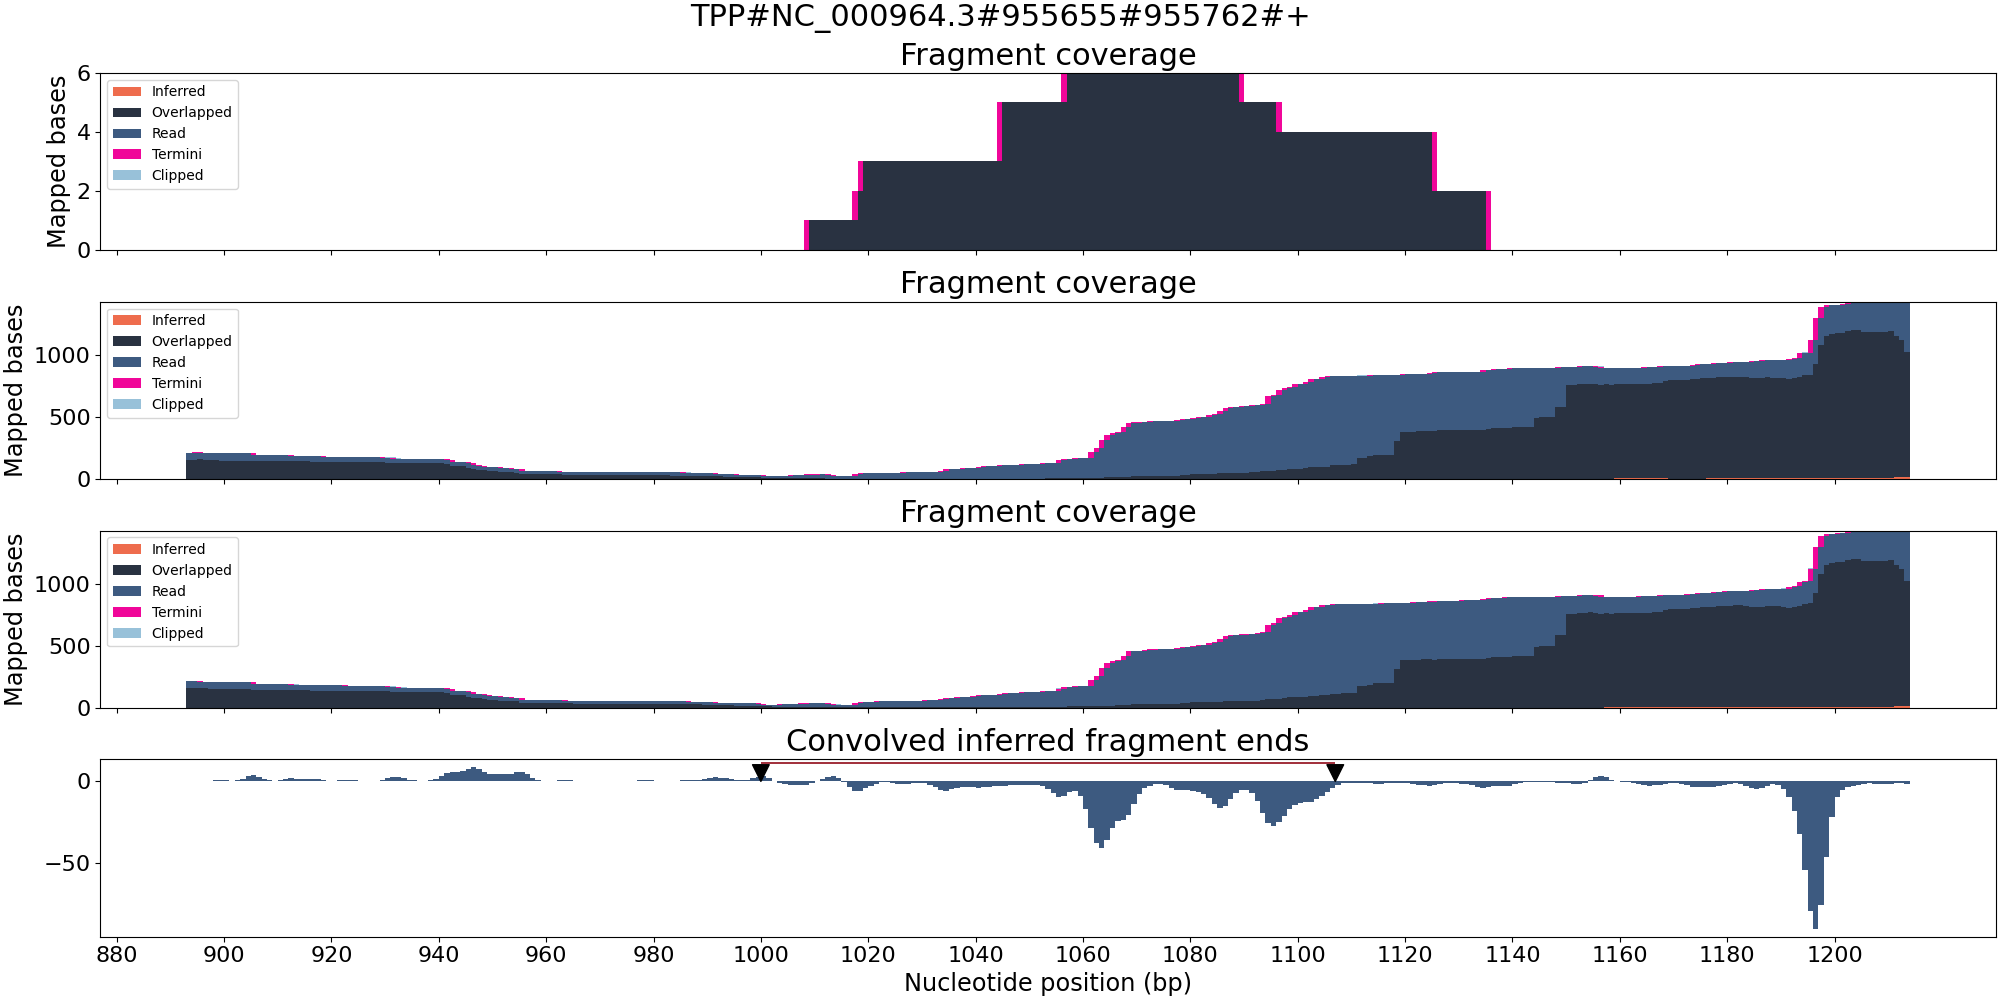 TPP#NC_000964.3#955655#955762#+
Fragment coverage
Mapped bases
6
4
2
0
Inferred
Overlapped
Read
Termini
Clipped
Fragment coverage
Mapped bases
1000
500
0
Inferred
Overlapped
Read
Termini
Clipped
Fragment coverage
Mapped bases
1000
500
0
Inferred
Overlapped
Read
Termini
Clipped
Convolved inferred fragment ends
0
−50
880 900 920 940 960 980 1000 1020 1040 1060 1080 1100 1120 1140 1160 1180 1200
Nucleotide position (bp)